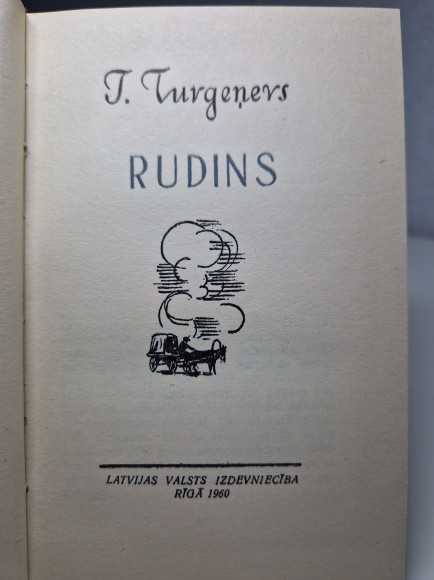 I. Turgeņevs
RUDINS
LATVIJAS VALSTS IZDEVNIECĪBA
RĪGĀ 1960